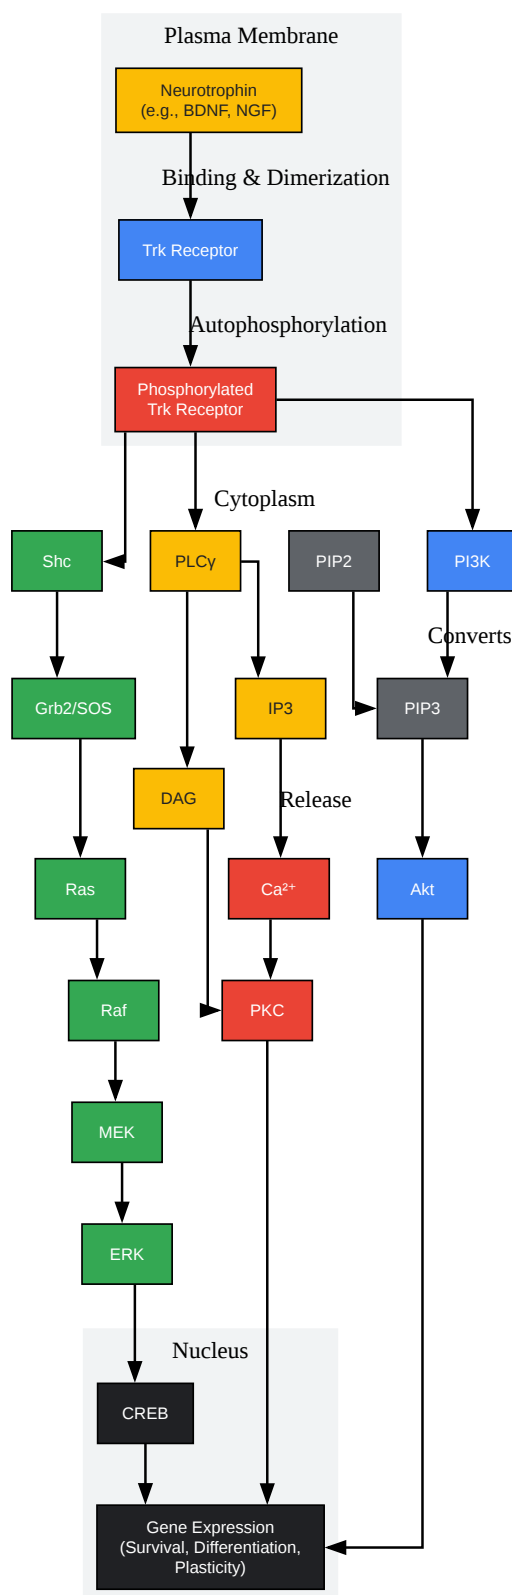 Plasma Membrane
Neurotrophin
(e.g., BDNF, NGF)
Binding & Dimerization
Trk Receptor
Autophosphorylation
Phosphorylated
Trk Receptor
Cytoplasm
Shc
PLCγ
PIP2
PI3K
Converts
Grb2/SOS
IP3
PIP3
DAG
Release
Ras
Ca²⁺
Akt
Raf
PKC
MEK
ERK
Nucleus
CREB
Gene Expression
(Survival, Differentiation,
Plasticity)